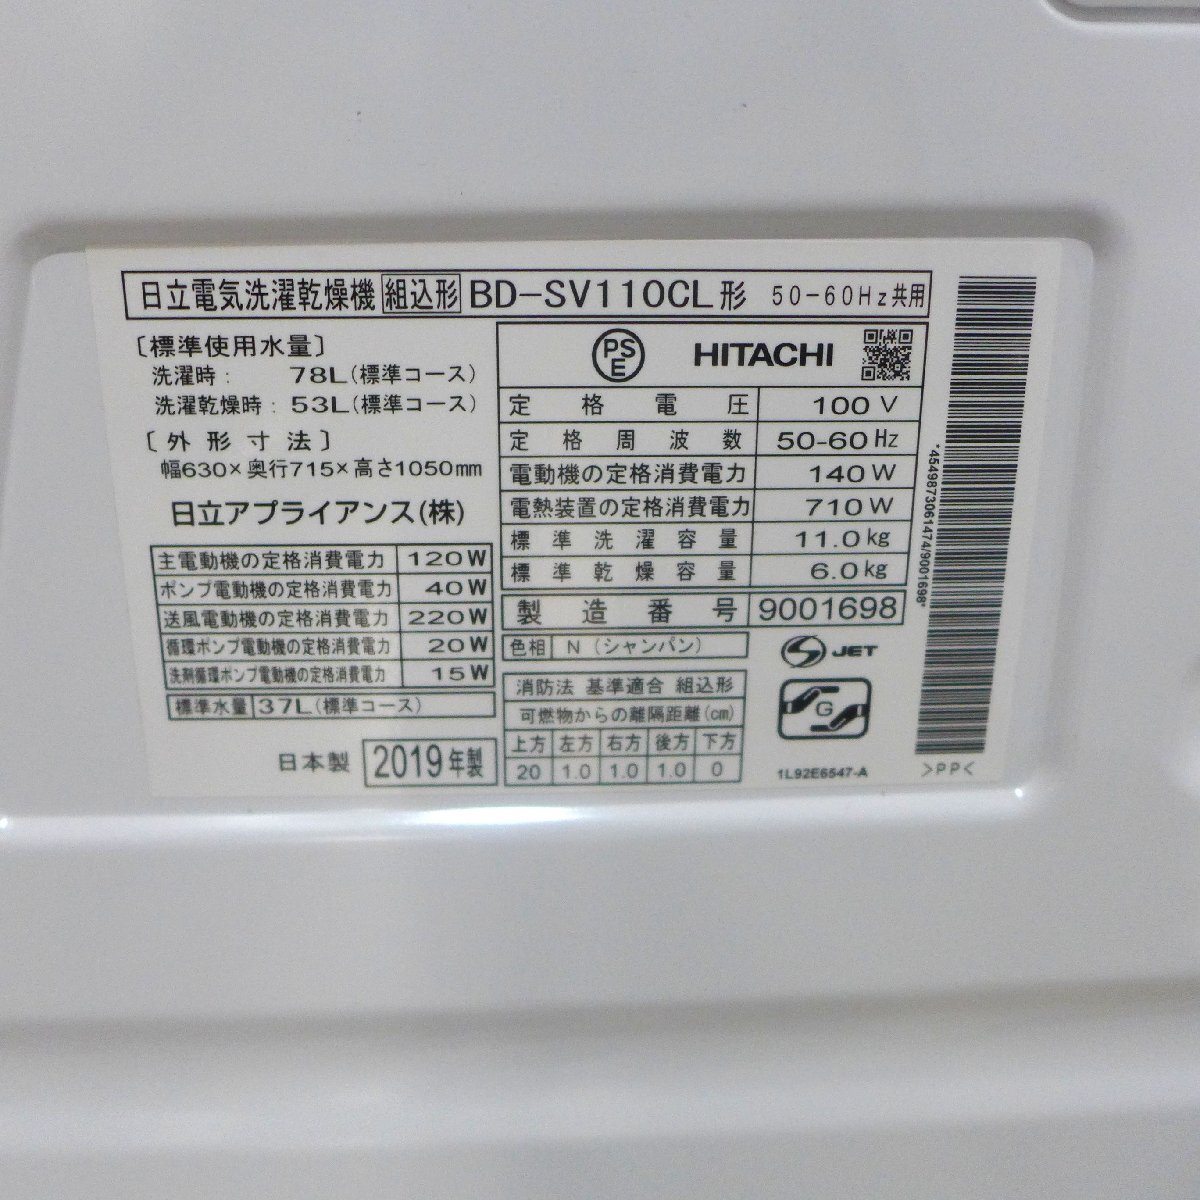 日立電気洗濯乾燥機 組込形 BD-SV110CL形 50-60Hz共用
〔標準使用水量〕
洗濯時: 78L(標準コース)
洗濯乾燥時: 53L(標準コース)
〔外形寸法〕
幅630×奥行715×高さ1050mm
日立アプライアンス(株)
主電動機の定格消費電力 120W
ポンプ電動機の定格消費電力 40W
送風電動機の定格消費電力 220W
循環ポンプ電動機の定格消費電力 20W
洗剤循環ポンプ電動機の定格消費電力 15W
標準水量 37L(標準コース)
日本製 2019年製
PSE HITACHI
定格電圧 100V
定格周波数 50-60Hz
電動機の定格消費電力 140W
電熱装置の定格消費電力 710W
標準洗濯容量 11.0kg
標準乾燥容量 6.0kg
製造番号 9001698
色相 N(シャンパン)
消防法 基準適合 組込形
可燃物からの離隔距離(cm)
上方 左方 右方 後方 下方
20 1.0 1.0 1.0 0
S JET
G
1L92E6547-A
*4549873061474/9001698*
>PP<